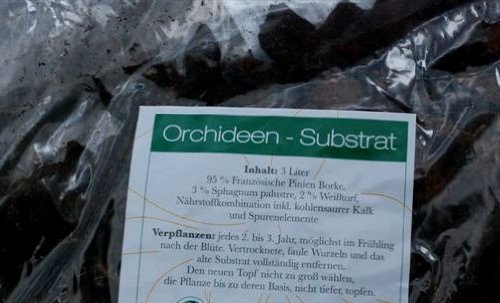 Orchideen - Substrat
Inhalt: 3 Liter
95 % Französische Pinien Borke,
3 % Sphagnum palustre, 2 % Weißtorf,
Nährstoffkombination inkl. kohlensaurer Kalk
und Spurenelemente
Verpflanzen: jedes 2. bis 3. Jahr, möglichst im Frühling
nach der Blüte. Vertrocknete, faule Wurzeln und das
alte Substrat vollständig entfernen.
Den neuen Topf nicht zu groß wählen,
die Pflanze bis zu deren Basis, nicht tiefer, topfen.